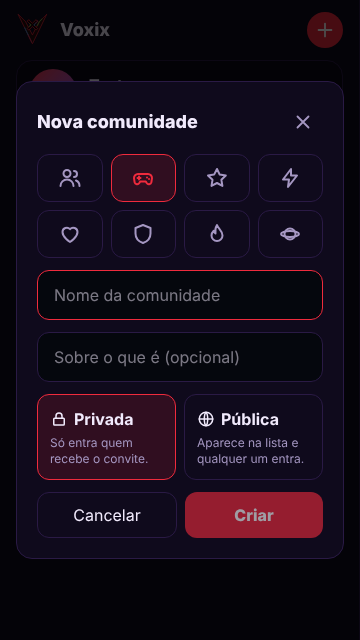 Voxix
Nova comunidade
Nome da comunidade
Sobre o que é (opcional)
Privada
Só entra quem
recebe o convite.
Pública
Aparece na lista e
qualquer um entra.
Cancelar
Criar